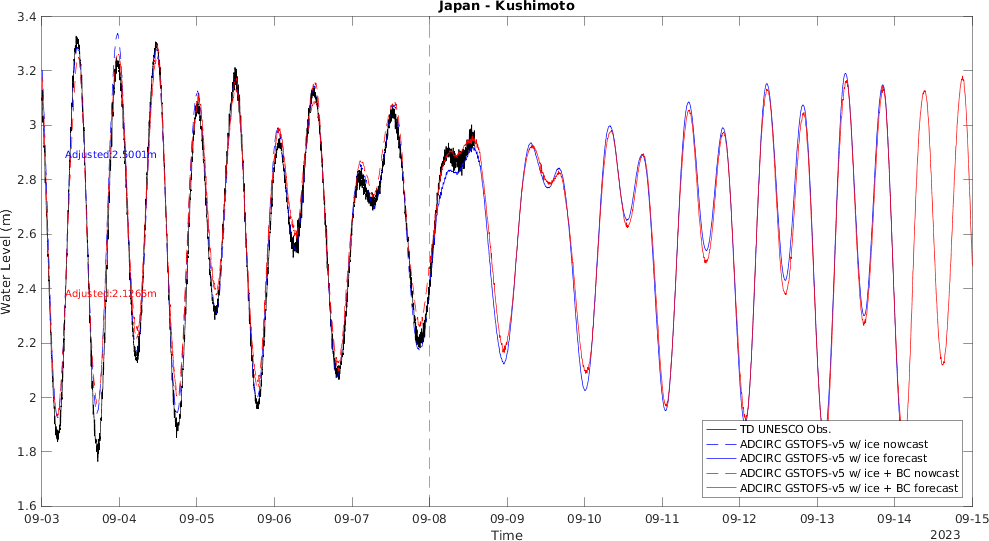 Japan - Kushimoto
3.4
3.2
3
2.8
2.6
2.4
2.2
2
1.8
1.6
Water Level (m)
Adjusted:2.5001m
Adjusted:2.1266m
TD UNESCO Obs.
ADCIRC GSTOFS-v5 w/ ice nowcast
ADCIRC GSTOFS-v5 w/ ice forecast
ADCIRC GSTOFS-v5 w/ ice + BC nowcast
ADCIRC GSTOFS-v5 w/ ice + BC forecast
09-03 09-04 09-05 09-06 09-07 09-08 09-09 09-10 09-11 09-12 09-13 09-14 09-15
Time
2023